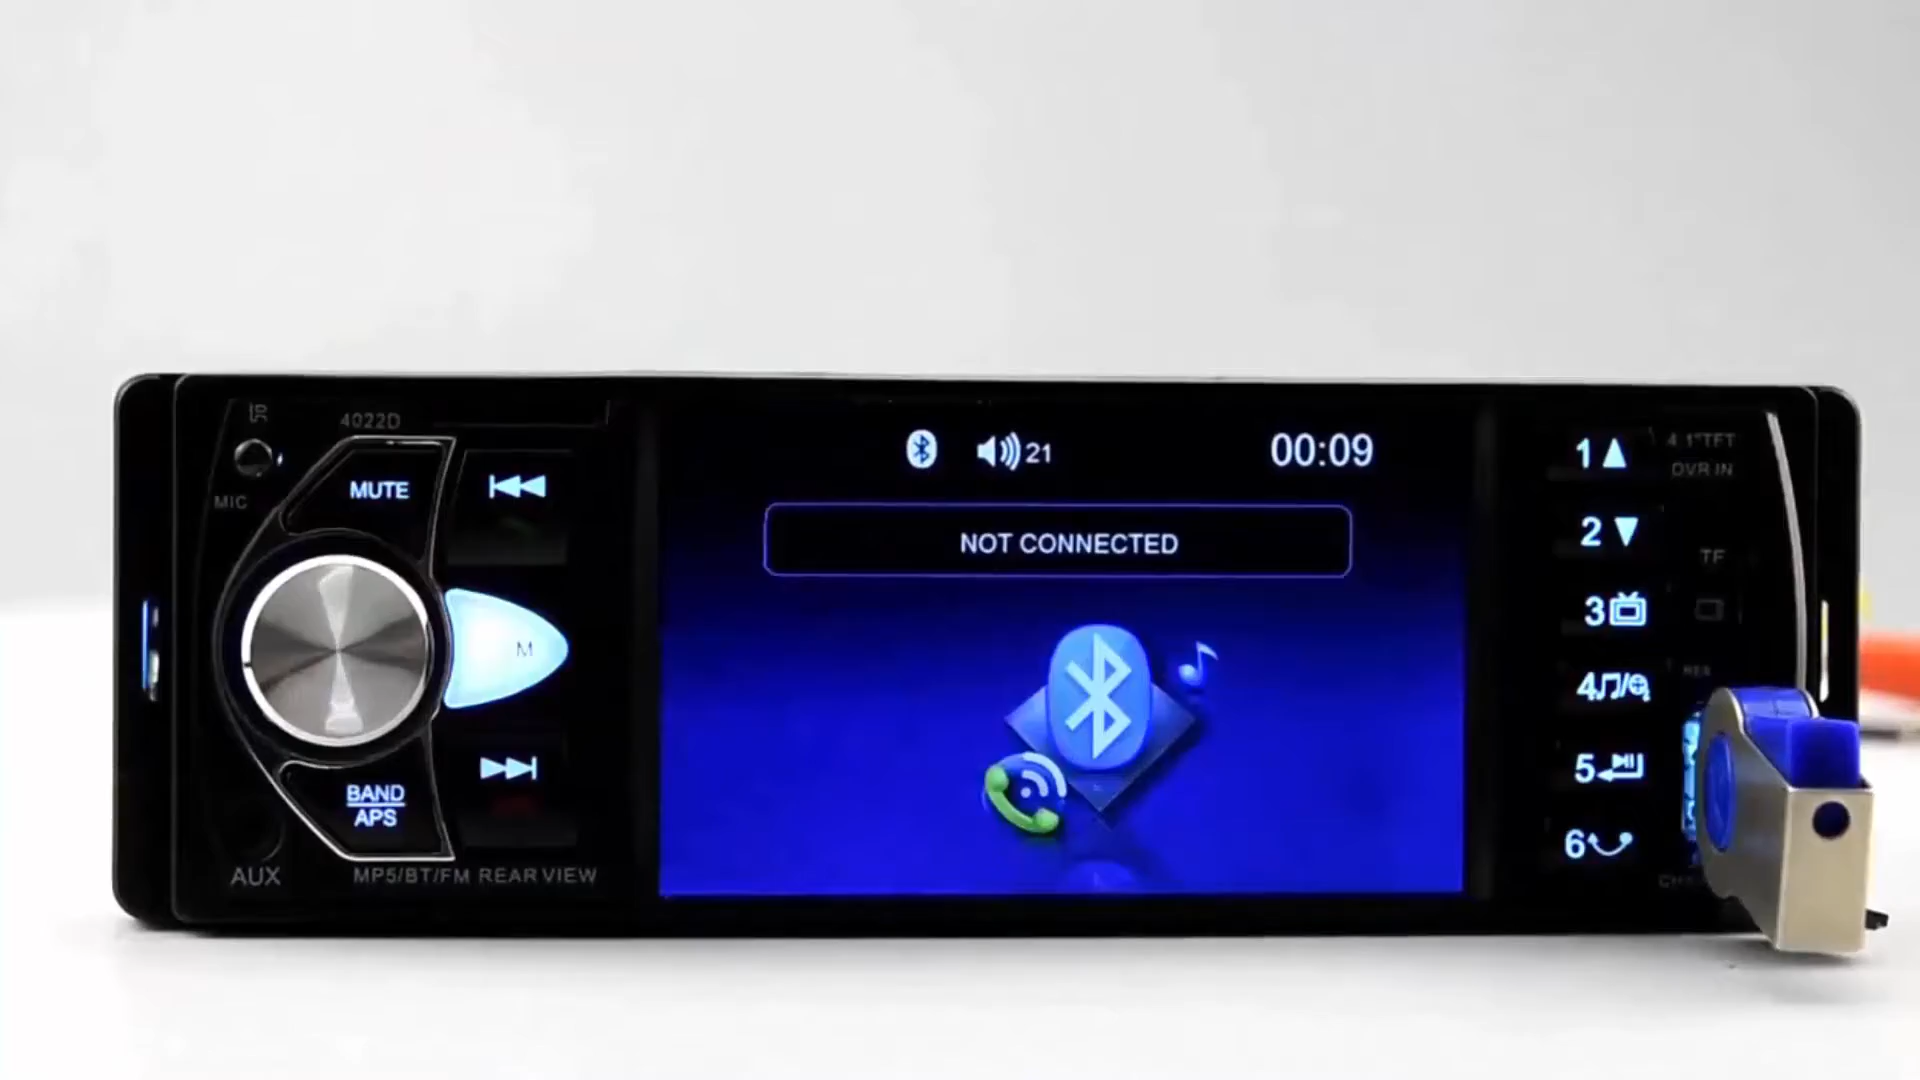 4022D
MIC
MUTE
M
BAND
APS
AUX
MP5/BT/FM REAR VIEW
21
00:09
NOT CONNECTED
1
2
3
4
5
6
4.1"TFT
DVR IN
TF
RES